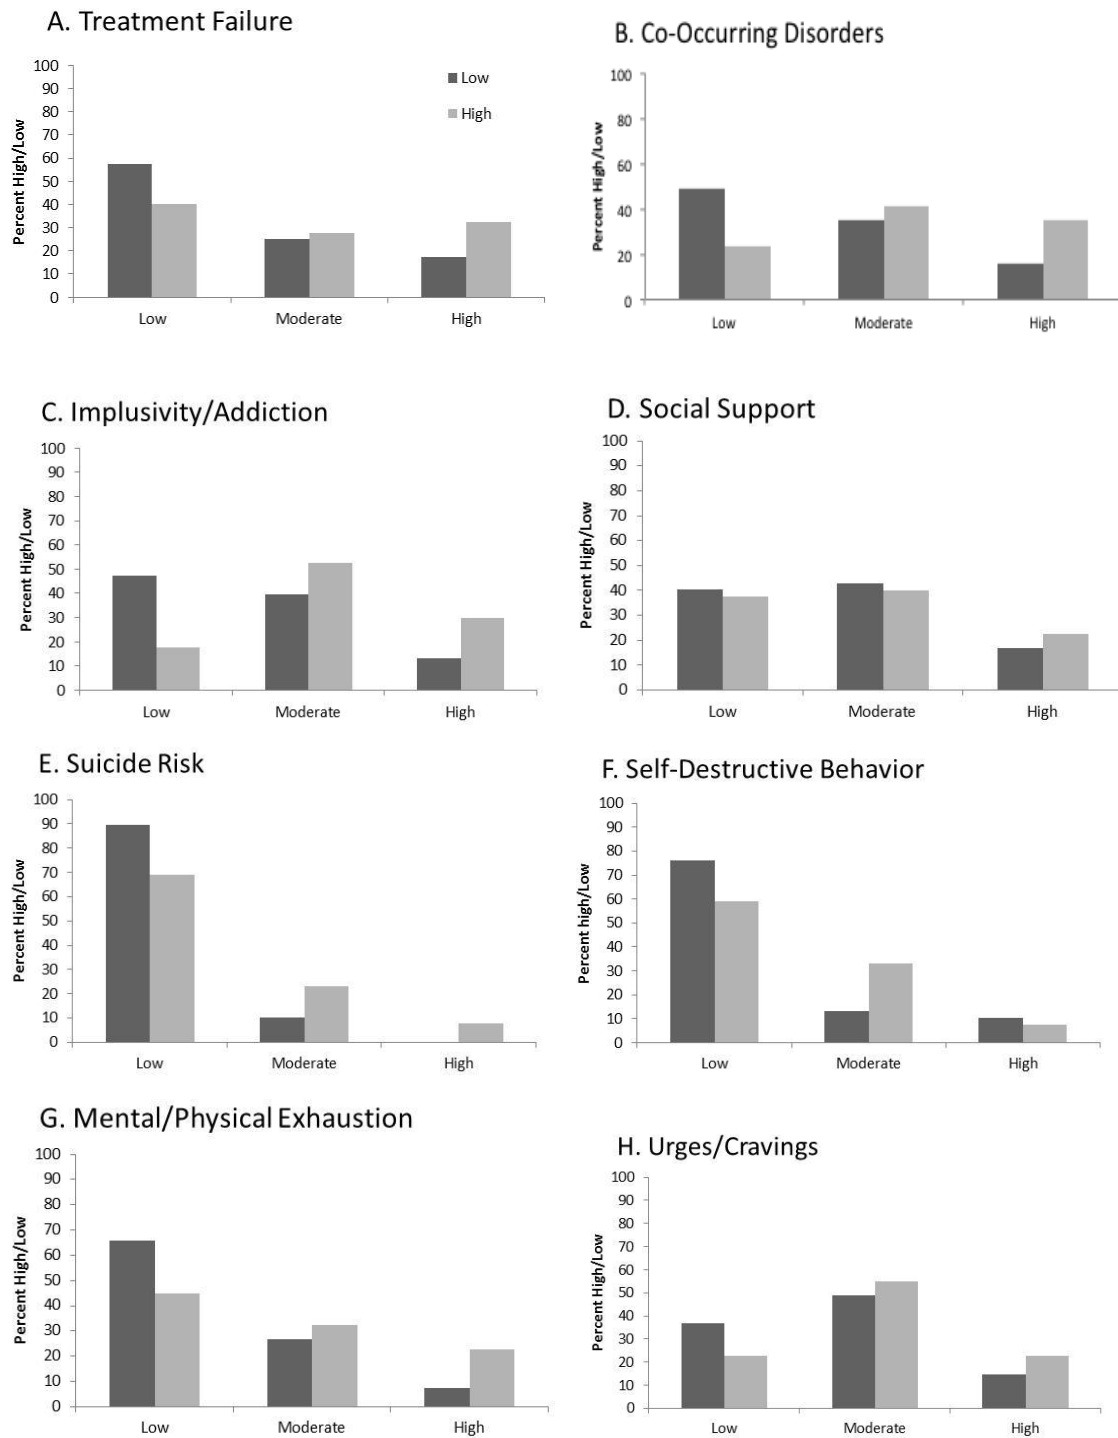 A. Treatment Failure
Percent High/Low
100
90
80
70
60
50
40
30
20
10
0
Low
High
Low
Moderate
High
B. Co-Occurring Disorders
Percent High/Low
100
80
60
40
20
0
Low
Moderate
High
C. Implusivity/Addiction
Percent High/Low
100
90
80
70
60
50
40
30
20
10
0
Low
Moderate
High
D. Social Support
Percent High/Low
100
90
80
70
60
50
40
30
20
10
0
Low
Moderate
High
E. Suicide Risk
Percent High/Low
100
90
80
70
60
50
40
30
20
10
0
Low
Moderate
High
F. Self-Destructive Behavior
Percent high/Low
100
90
80
70
60
50
40
30
20
10
0
Low
Moderate
High
G. Mental/Physical Exhaustion
Percent High/Low
100
90
80
70
60
50
40
30
20
10
0
Low
Moderate
High
H. Urges/Cravings
Percent High/Low
100
90
80
70
60
50
40
30
20
10
0
Low
Moderate
High